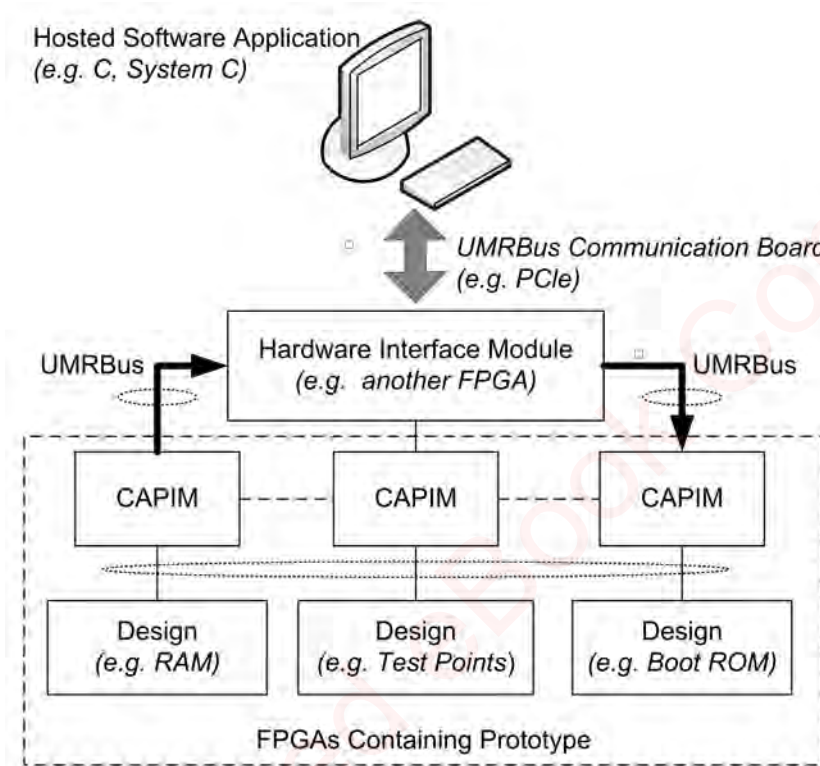 Hosted Software Application
(e.g. C, System C)
UMRBus Communication Board
(e.g. PCIe)
Hardware Interface Module
(e.g. another FPGA)
UMRBus
UMRBus
CAPIM
CAPIM
CAPIM
Design
(e.g. RAM)
Design
(e.g. Test Points)
Design
(e.g. Boot ROM)
FPGAs Containing Prototype
eBook